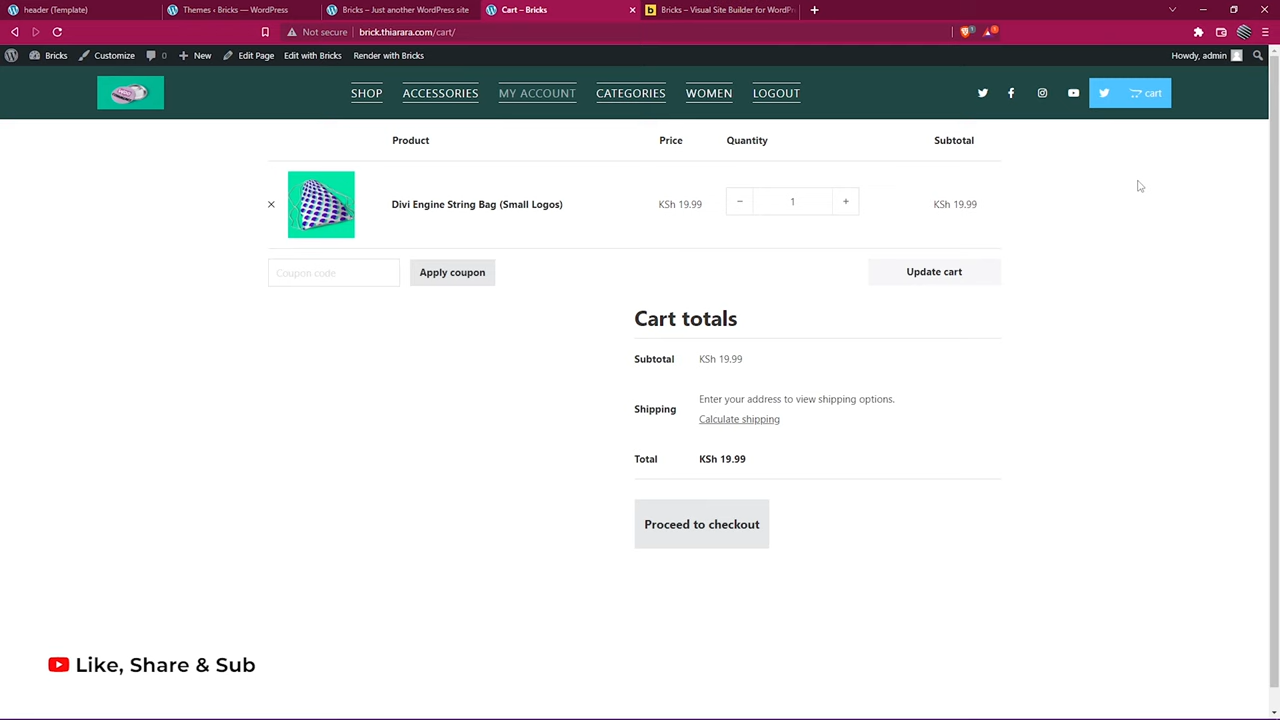 header (Template)
Themes ‹ Bricks — WordPress
Bricks – Just another WordPress site
Cart – Bricks
Bricks – Visual Site Builder for WordPr
Not secure
brick.thiarara.com/cart/
Bricks
Customize
0
New
Edit Page
Edit with Bricks
Render with Bricks
Howdy, admin
SHOP
ACCESSORIES
MY ACCOUNT
CATEGORIES
WOMEN
LOGOUT
cart
Product
Price
Quantity
Subtotal
Divi Engine String Bag (Small Logos)
KSh 19.99
− 1 +
KSh 19.99
Coupon code
Apply coupon
Update cart
Cart totals
Subtotal
KSh 19.99
Shipping
Enter your address to view shipping options.
Calculate shipping
Total
KSh 19.99
Proceed to checkout
Like, Share & Sub